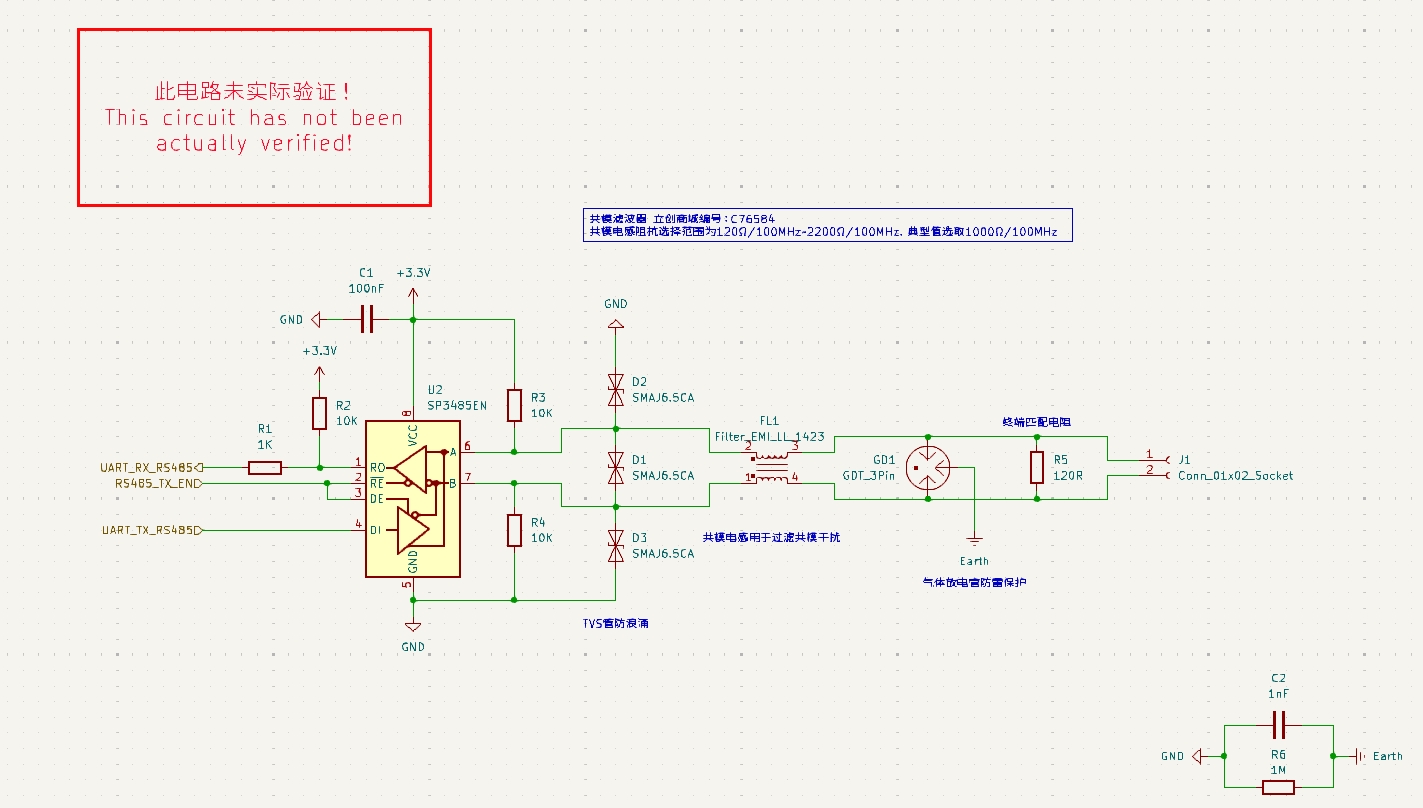 此电路未实际验证！
This circuit has not been
actually verified!
共模滤波器 立创商城编号：C76584
共模电感阻抗选择范围为120Ω/100MHz~2200Ω/100MHz，典型值选取1000Ω/100MHz
C1
100nF
+3.3V
GND
+3.3V
R2
10K
R1
1K
U2
SP3485EN
R3
10K
GND
D2
SMAJ6.5CA
D1
SMAJ6.5CA
D3
SMAJ6.5CA
UART_RX_RS485
RS485_TX_EN
UART_TX_RS485
1
2
3
4
5
6
7
8
RO
RE
DE
DI
VCC
GND
A
B
R4
10K
GND
TVS管防浪涌
FL1
Filter_EMI_LL_1423
2
3
1
4
共模电感用于过滤共模干扰
GD1
GDT_3Pin
Earth
气体放电管防雷保护
终端匹配电阻
R5
120R
1
2
J1
Conn_01x02_Socket
C2
1nF
GND
R6
1M
Earth